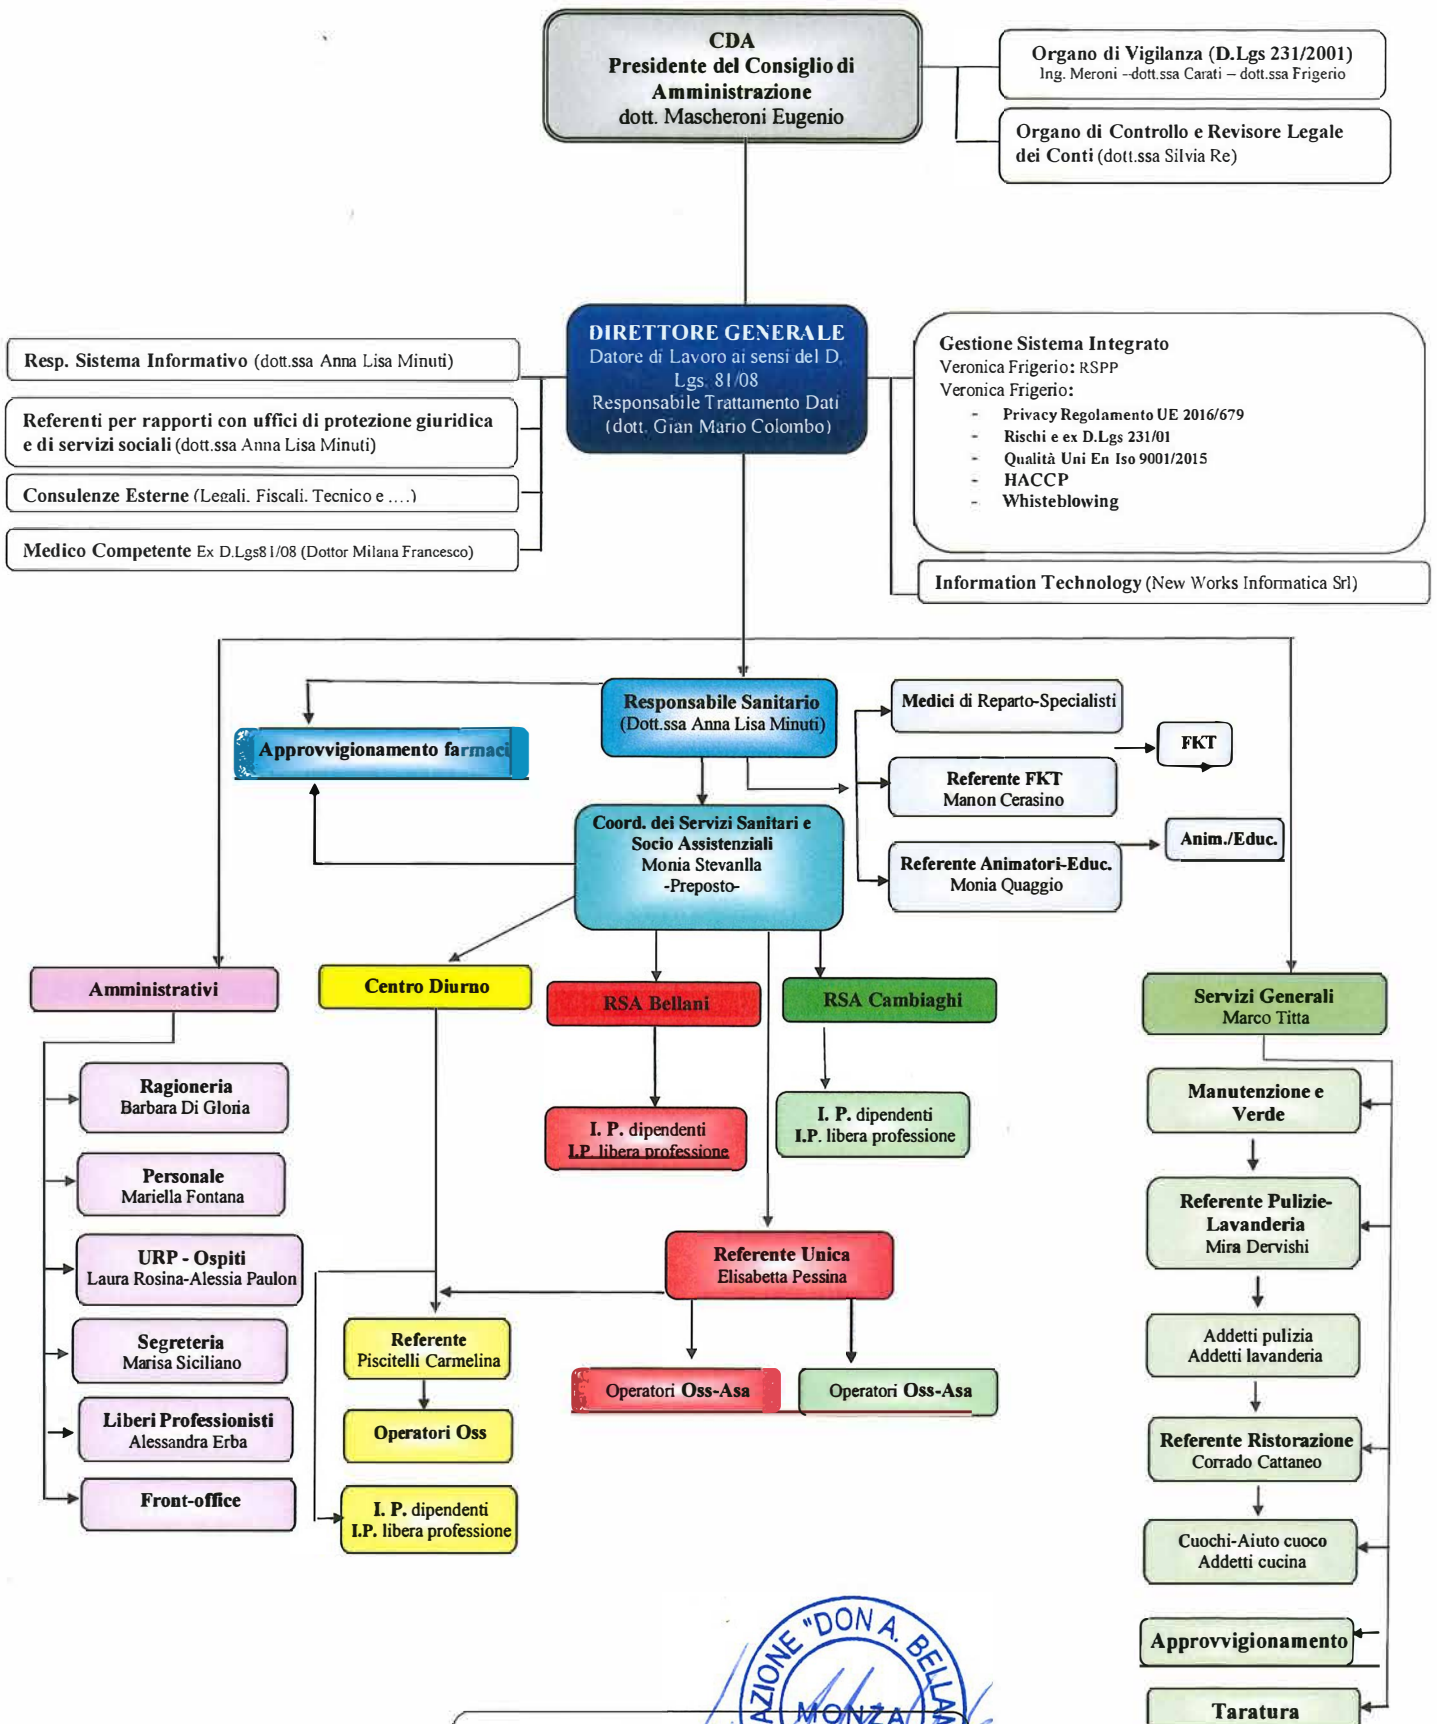 CDA
Presidente del Consiglio di
Amministrazione
dott. Mascheroni Eugenio
Organo di Vigilanza (D.Lgs 231/2001)
Ing. Meroni --dott.ssa Carati – dott.ssa Frigerio
Organo di Controllo e Revisore Legale
dei Conti (dott.ssa Silvia Re)
DIRETTORE GENERALE
Datore di Lavoro ai sensi del D.
Lgs. 81/08
Responsabile Trattamento Dati
(dott. Gian Mario Colombo)
Resp. Sistema Informativo (dott.ssa Anna Lisa Minuti)
Referenti per rapporti con uffici di protezione giuridica
e di servizi sociali (dott.ssa Anna Lisa Minuti)
Consulenze Esterne (Legali, Fiscali, Tecnico e ....)
Medico Competente Ex D.Lgs81/08 (Dottor Milana Francesco)
Gestione Sistema Integrato
Veronica Frigerio: RSPP
Veronica Frigerio:
- Privacy Regolamento UE 2016/679
- Rischi e ex D.Lgs 231/01
- Qualità Uni En Iso 9001/2015
- HACCP
- Whisteblowing
Information Technology (New Works Informatica Srl)
Responsabile Sanitario
(Dott.ssa Anna Lisa Minuti)
Approvvigionamento farmaci
Medici di Reparto-Specialisti
FKT
Referente FKT
Manon Cerasino
Coord. dei Servizi Sanitari e
Socio Assistenziali
Monia Stevanlla
-Preposto-
Referente Animatori-Educ.
Monia Quaggio
Anim./Educ.
Amministrativi
Centro Diurno
RSA Bellani
RSA Cambiaghi
Servizi Generali
Marco Titta
Ragioneria
Barbara Di Gloria
Personale
Mariella Fontana
URP - Ospiti
Laura Rosina-Alessia Paulon
Segreteria
Marisa Siciliano
Liberi Professionisti
Alessandra Erba
Front-office
I. P. dipendenti
I.P. libera professione
I. P. dipendenti
I.P. libera professione
Referente Unica
Elisabetta Pessina
Referente
Piscitelli Carmelina
Operatori Oss-Asa
Operatori Oss-Asa
Operatori Oss
I. P. dipendenti
I.P. libera professione
Manutenzione e
Verde
Referente Pulizie-
Lavanderia
Mira Dervishi
Addetti pulizia
Addetti lavanderia
Referente Ristorazione
Corrado Cattaneo
Cuochi-Aiuto cuoco
Addetti cucina
Approvvigionamento
Taratura
AZIONE "DON A. BELLAN
MONZA